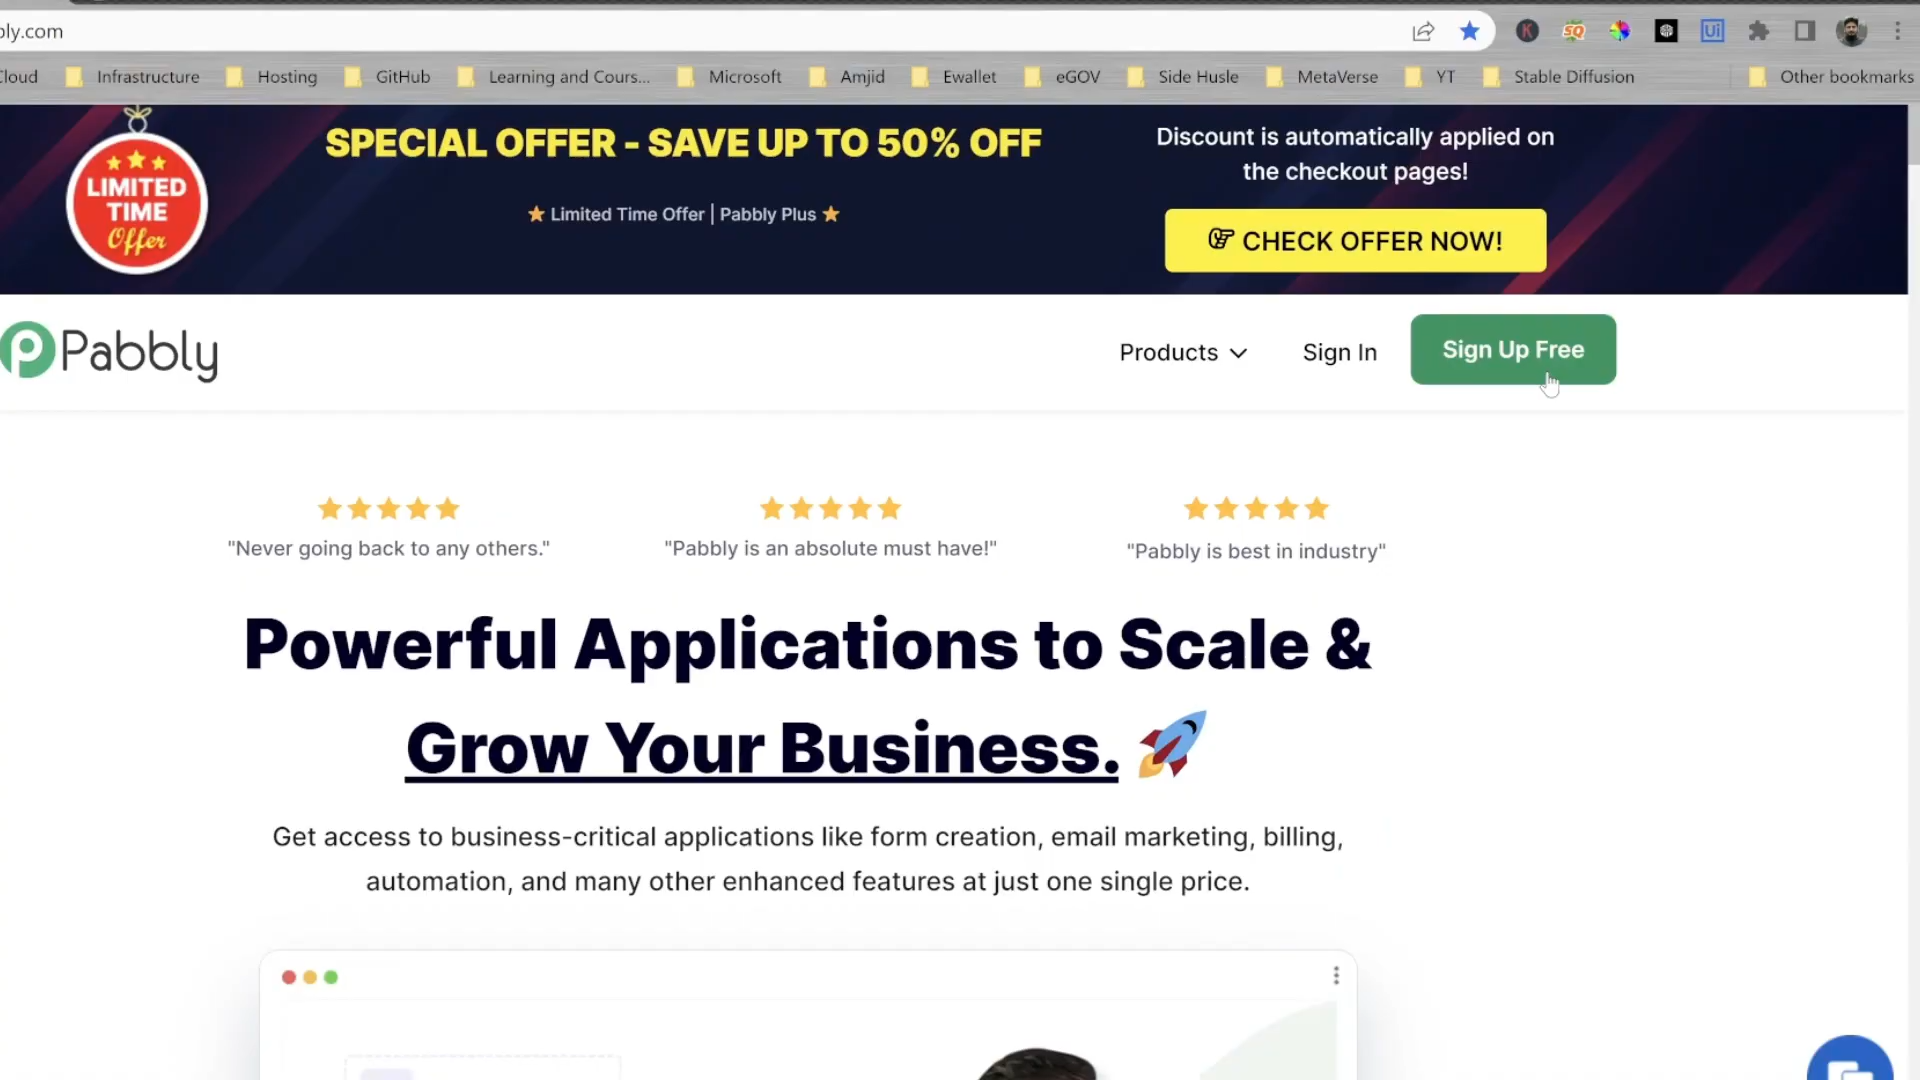 bly.com
Cloud Infrastructure Hosting GitHub Learning and Cours... Microsoft Amjid Ewallet eGOV Side Husle MetaVerse YT Stable Diffusion Other bookmarks
LIMITED
TIME
Offer
SPECIAL OFFER - SAVE UP TO 50% OFF
⭐ Limited Time Offer | Pabbly Plus ⭐
Discount is automatically applied on
the checkout pages!
CHECK OFFER NOW!
Pabbly
Products Sign In Sign Up Free
"Never going back to any others." "Pabbly is an absolute must have!" "Pabbly is best in industry"
Powerful Applications to Scale &
Grow Your Business. 🚀
Get access to business-critical applications like form creation, email marketing, billing,
automation, and many other enhanced features at just one single price.